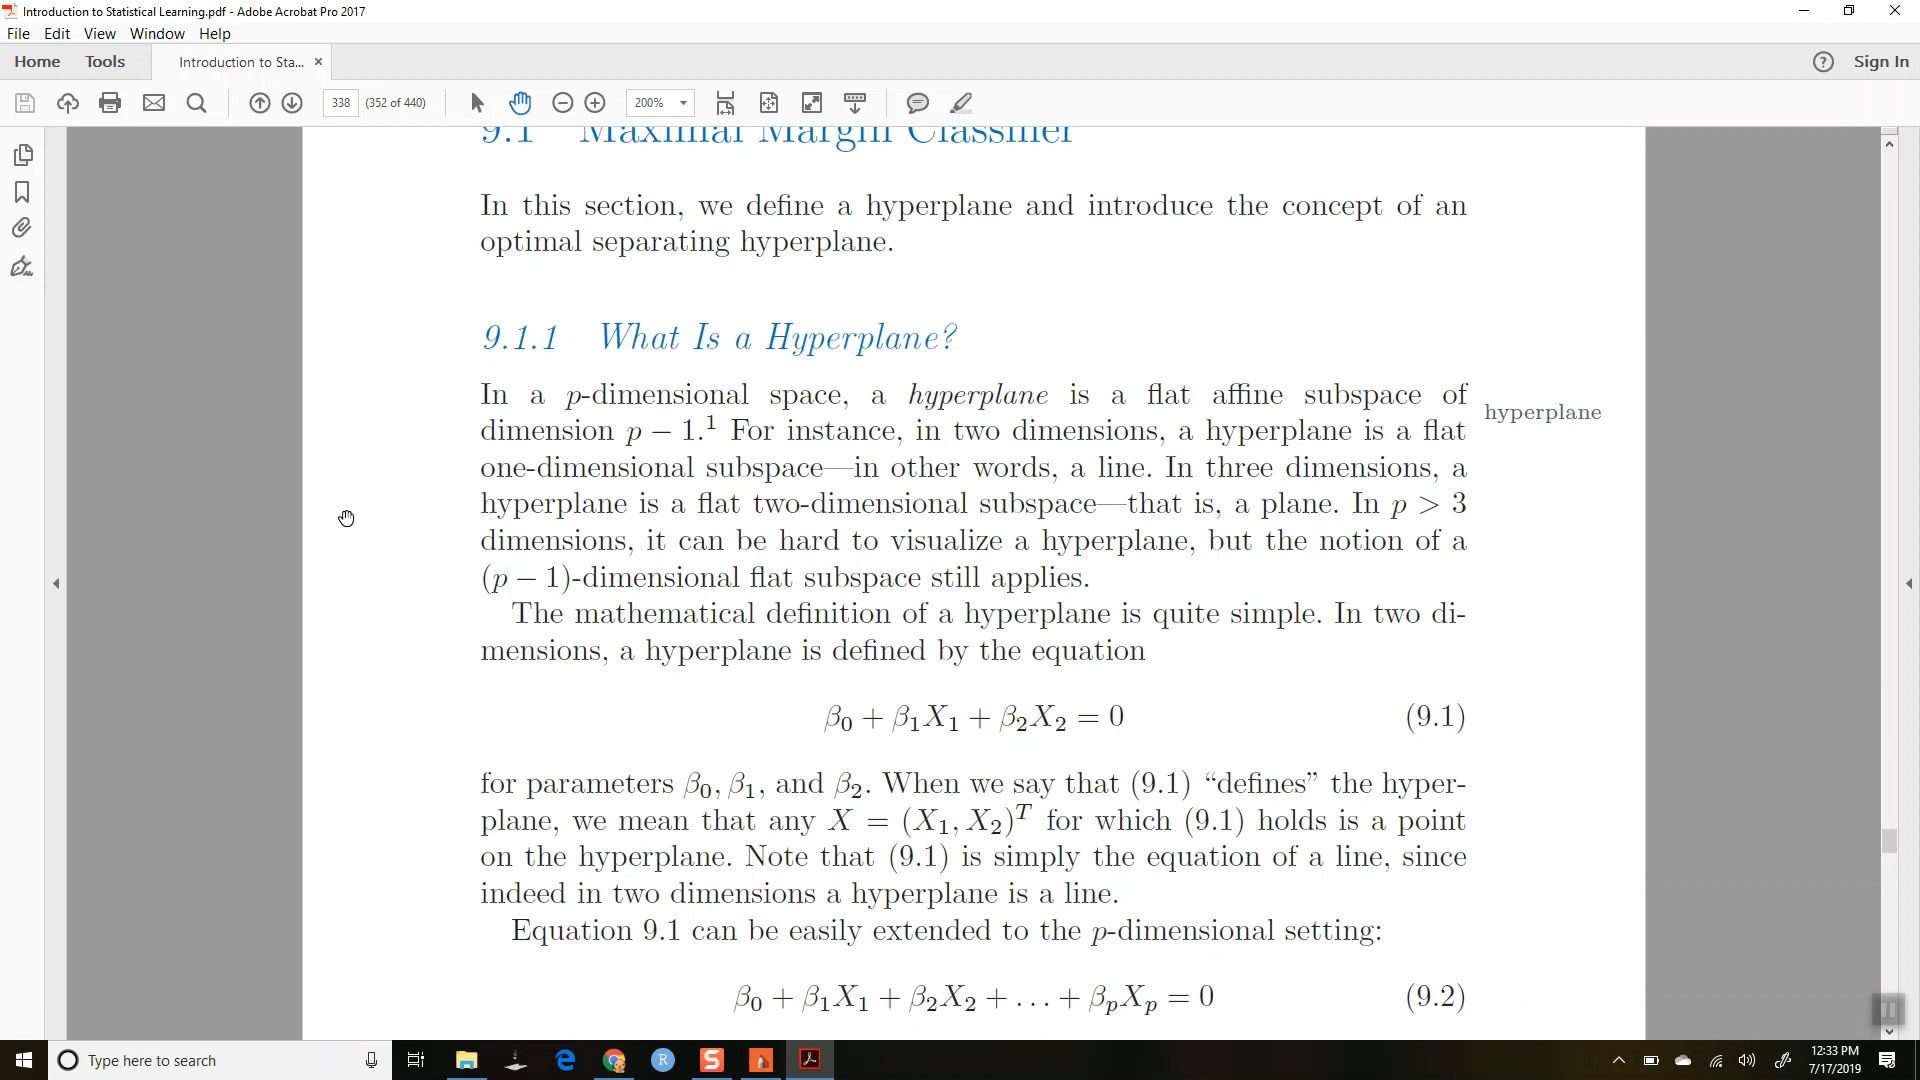 Introduction to Statistical Learning.pdf - Adobe Acrobat Pro 2017
File Edit View Window Help
Home Tools Introduction to Sta... × Sign In
338 (352 of 440) 200%
9.1 Maximal Margin Classifier
In this section, we define a hyperplane and introduce the concept of an
optimal separating hyperplane.
9.1.1 What Is a Hyperplane?
In a p-dimensional space, a hyperplane is a flat affine subspace of
hyperplane
dimension p − 1.¹ For instance, in two dimensions, a hyperplane is a flat
one-dimensional subspace—in other words, a line. In three dimensions, a
hyperplane is a flat two-dimensional subspace—that is, a plane. In p > 3
dimensions, it can be hard to visualize a hyperplane, but the notion of a
(p − 1)-dimensional flat subspace still applies.
The mathematical definition of a hyperplane is quite simple. In two di-
mensions, a hyperplane is defined by the equation
β₀ + β₁X₁ + β₂X₂ = 0 (9.1)
for parameters β₀, β₁, and β₂. When we say that (9.1) “defines” the hyper-
plane, we mean that any X = (X₁, X₂)ᵀ for which (9.1) holds is a point
on the hyperplane. Note that (9.1) is simply the equation of a line, since
indeed in two dimensions a hyperplane is a line.
Equation 9.1 can be easily extended to the p-dimensional setting:
β₀ + β₁X₁ + β₂X₂ + . . . + βₚXₚ = 0 (9.2)
Type here to search
12:33 PM
7/17/2019